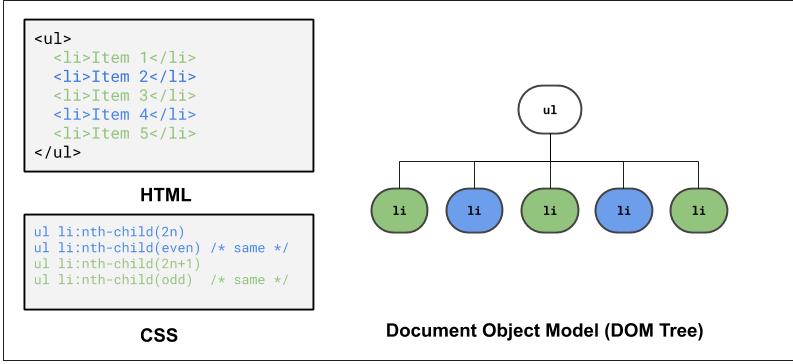 <ul>
  <li>Item 1</li>
  <li>Item 2</li>
  <li>Item 3</li>
  <li>Item 4</li>
  <li>Item 5</li>
</ul>
HTML
ul li:nth-child(2n)
ul li:nth-child(even) /* same */
ul li:nth-child(2n+1)
ul li:nth-child(odd)  /* same */
CSS
ul
li li li li li
Document Object Model (DOM Tree)